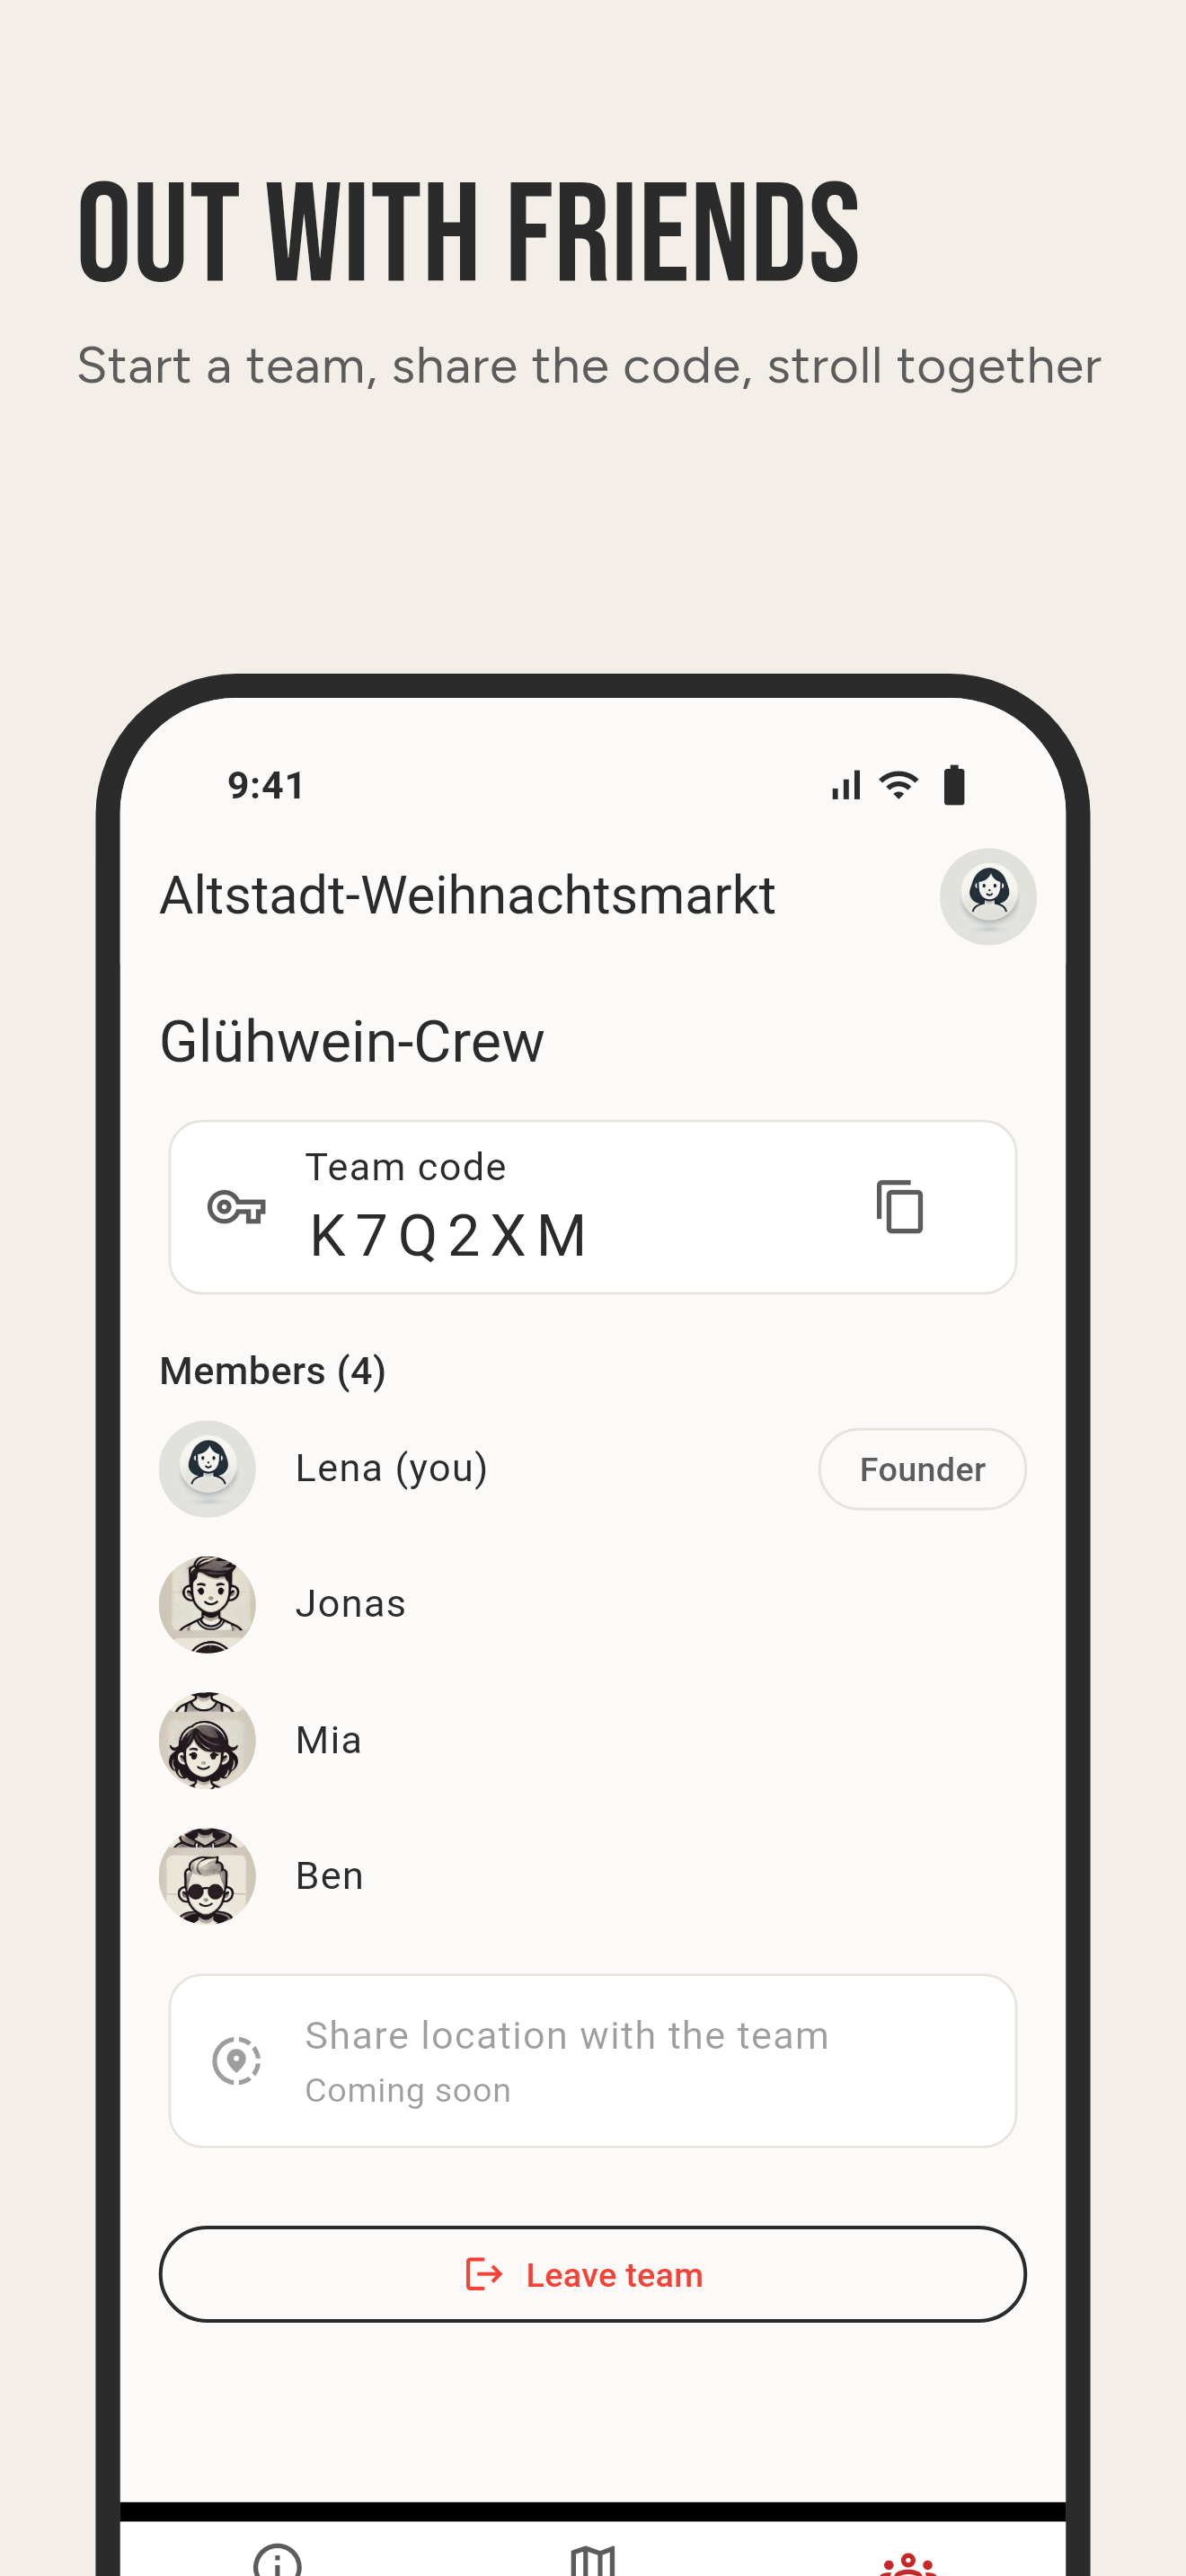 OUT WITH FRIENDS
Start a team, share the code, stroll together
9:41
Altstadt-Weihnachtsmarkt
Glühwein-Crew
Team code
K7Q2XM
Members (4)
Lena (you)
Founder
Jonas
Mia
Ben
Share location with the team
Coming soon
Leave team